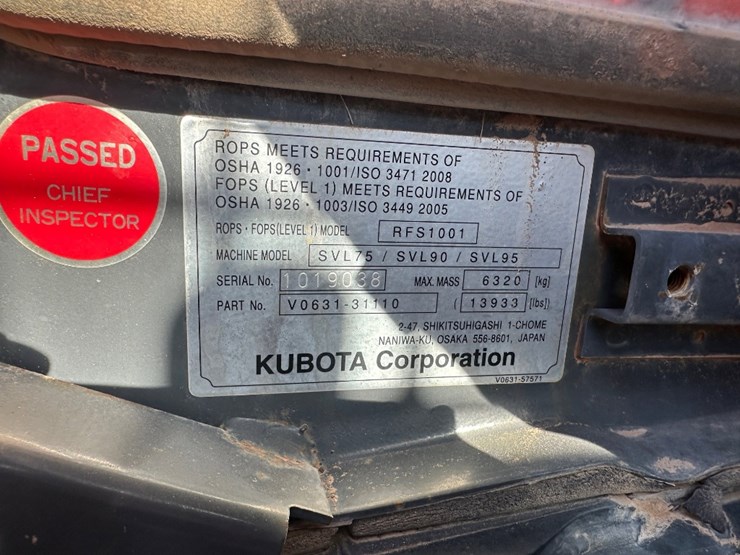 PASSED
CHIEF
INSPECTOR
ROPS MEETS REQUIREMENTS OF
OSHA 1926 · 1001/ISO 3471 2008
FOPS (LEVEL 1) MEETS REQUIREMENTS OF
OSHA 1926 · 1003/ISO 3449 2005
ROPS · FOPS(LEVEL 1) MODEL RFS1001
MACHINE MODEL SVL75 / SVL90 / SVL95
SERIAL No. 1019038 MAX. MASS 6320 [kg]
PART No. V0631-31110 ( 13933 [lbs])
2-47, SHIKITSUHIGASHI 1-CHOME
NANIWA-KU, OSAKA 556-8601, JAPAN
KUBOTA Corporation
V0631-57571